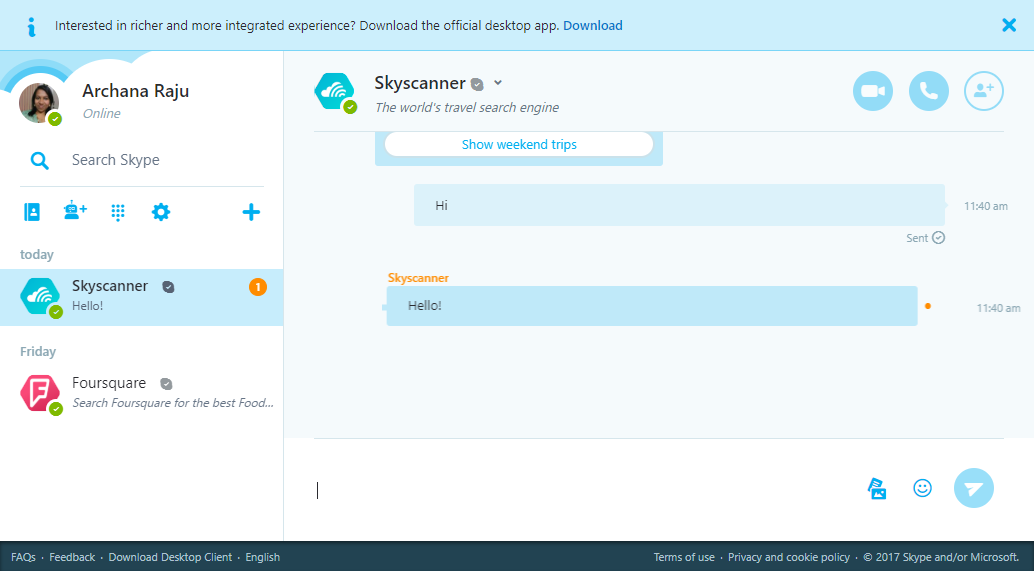 Interested in richer and more integrated experience? Download the official desktop app. Download
Archana Raju
Online
Search Skype
today
Skyscanner
1
Hello!
Friday
Foursquare
Search Foursquare for the best Food...
Skyscanner
The world's travel search engine
Show weekend trips
Hi
11:40 am
Sent
Skyscanner
Hello!
11:40 am
FAQs · Feedback · Download Desktop Client · English
Terms of use · Privacy and cookie policy · © 2017 Skype and/or Microsoft.